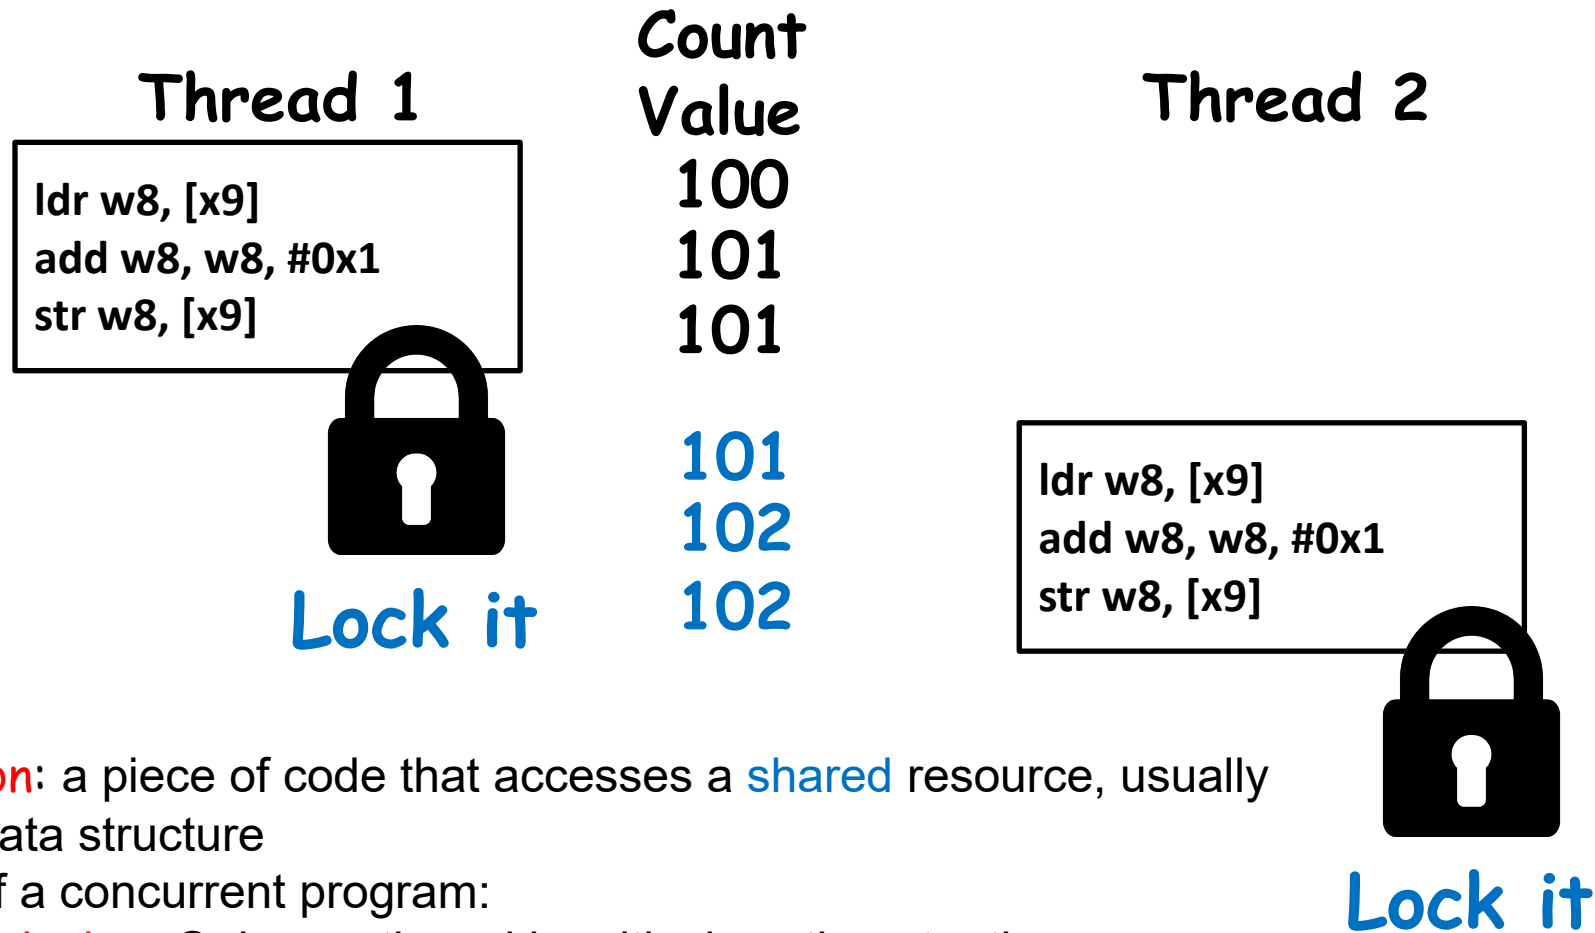 Count
Value
Thread 1
Thread 2
ldr w8, [x9]
add w8, w8, #0x1
str w8, [x9]
100
101
101
Lock it
101
102
102
ldr w8, [x9]
add w8, w8, #0x1
str w8, [x9]
Lock it
on: a piece of code that accesses a shared resource, usually
ata structure
f a concurrent program: